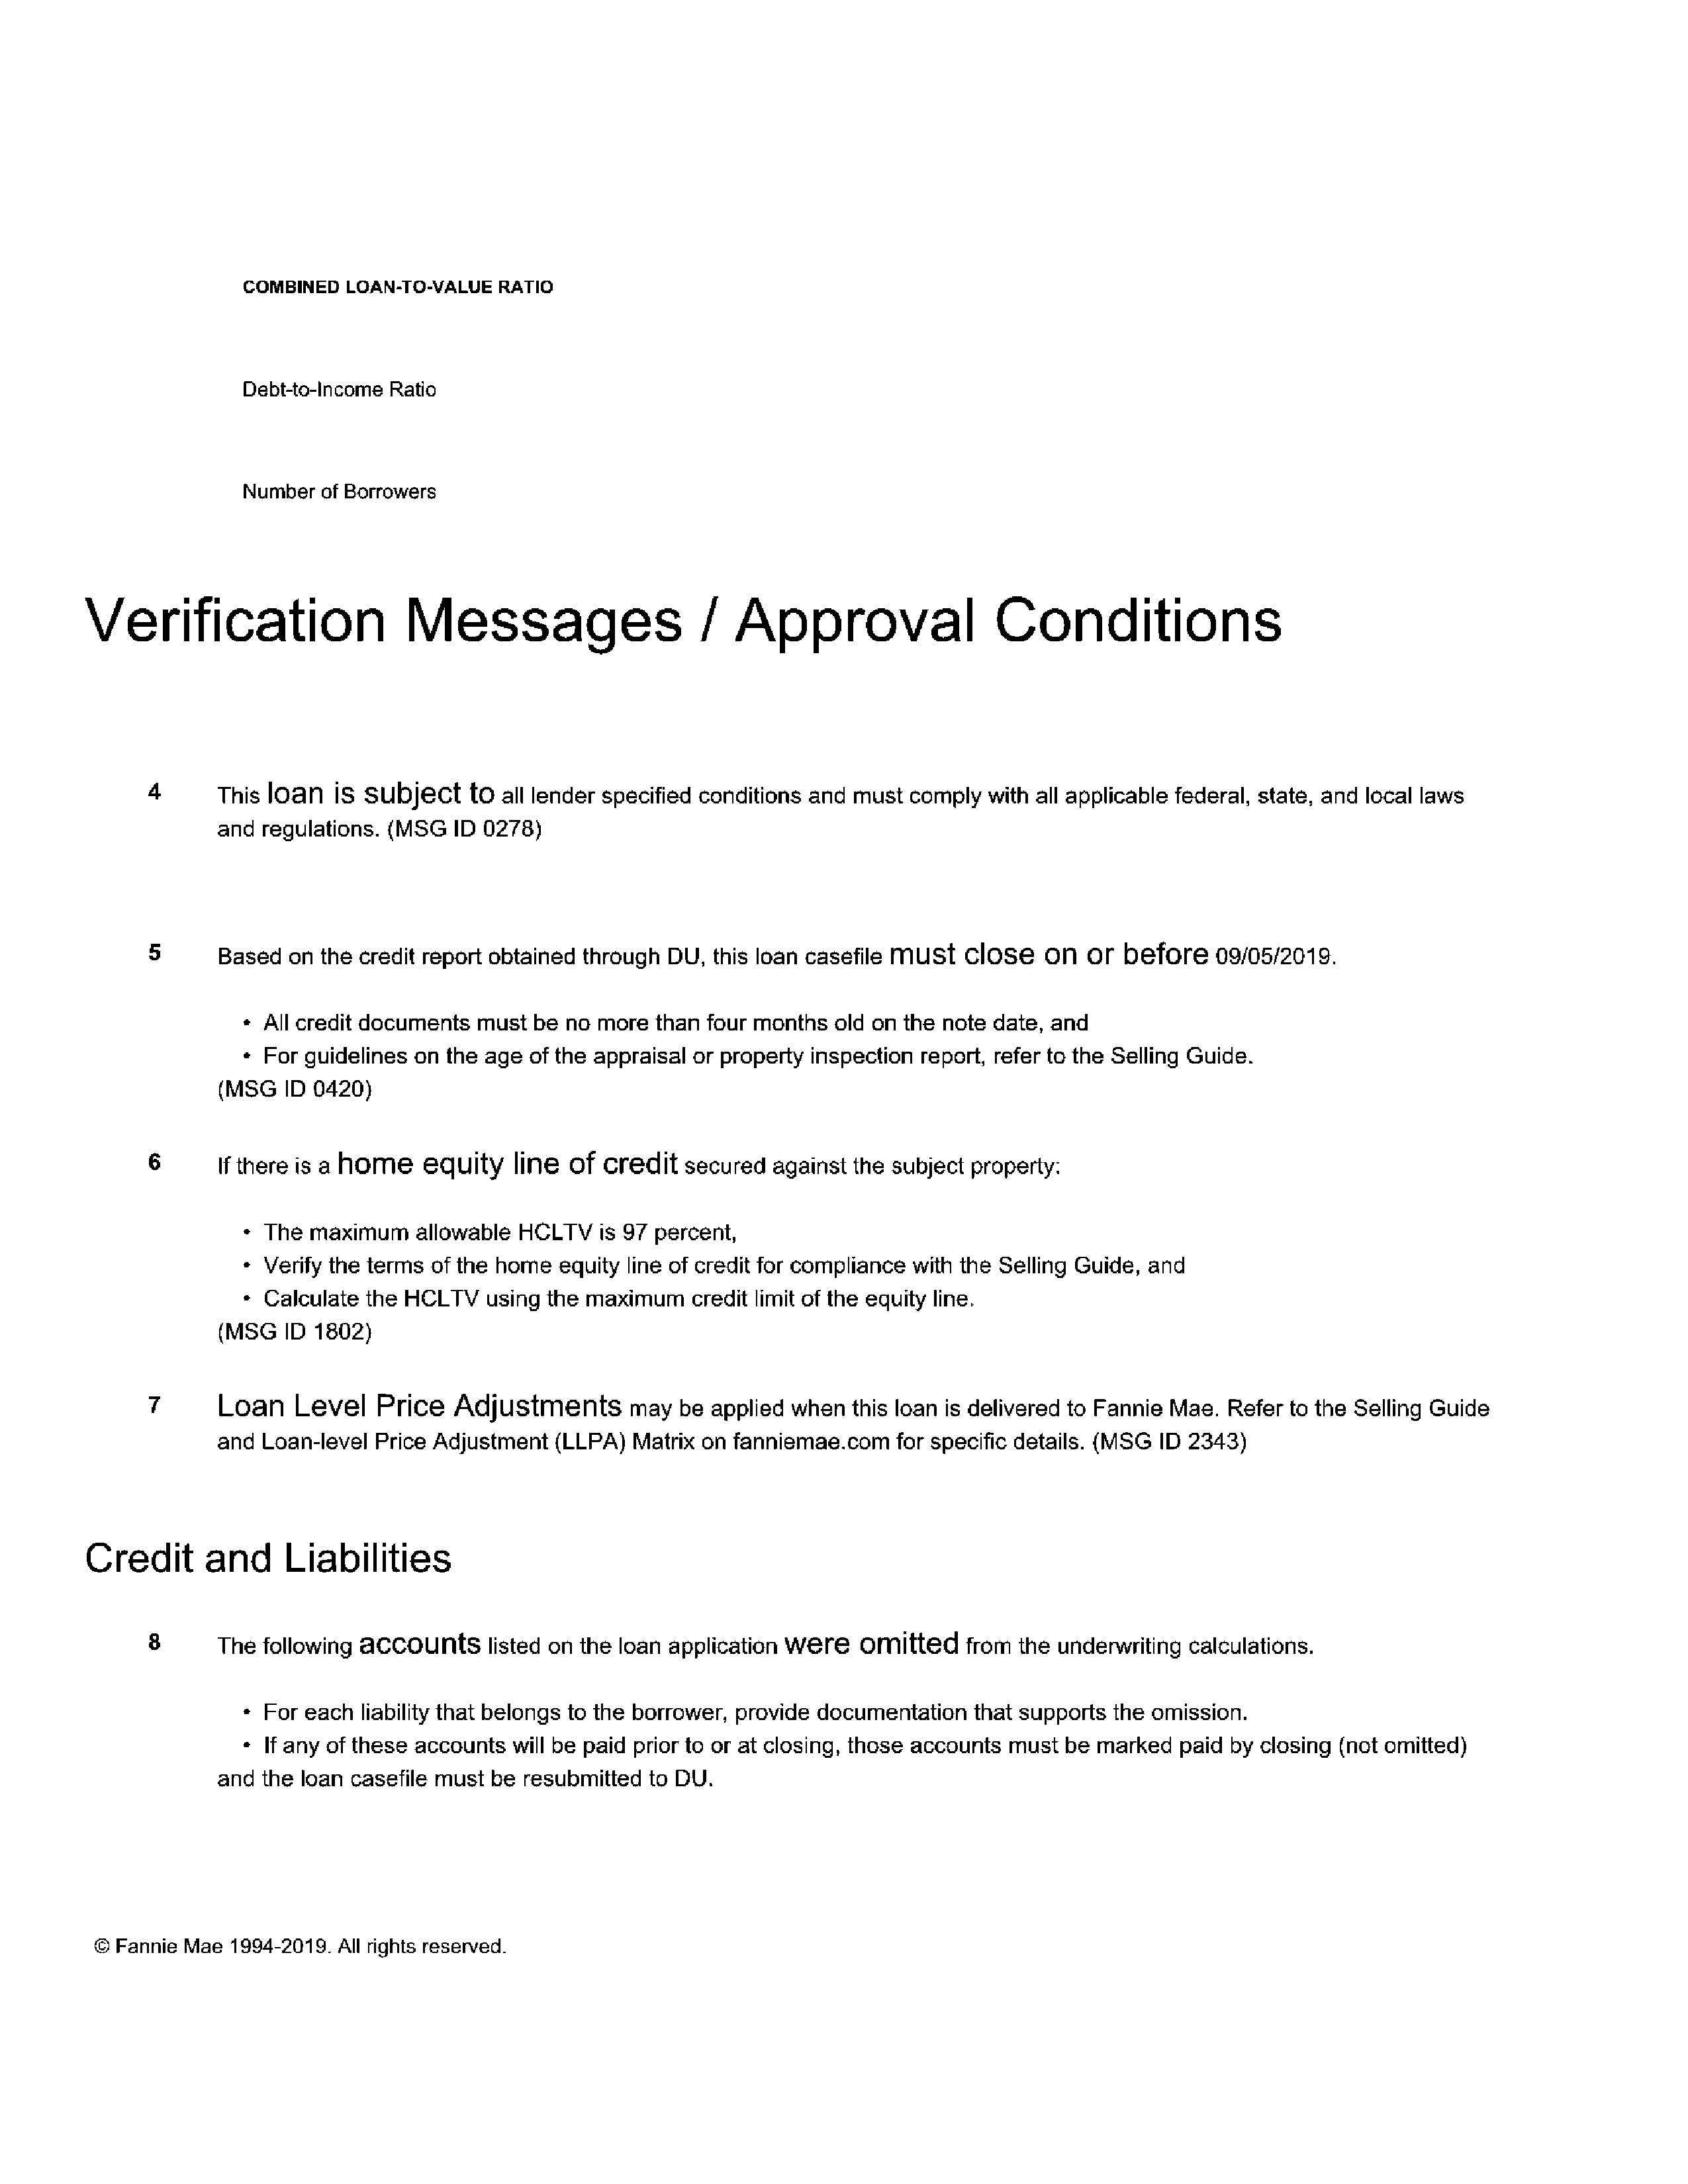 COMBINED LOAN-TO-VALUE RATIO
Debt-to-Income Ratio
Number of Borrowers
Verification Messages / Approval Conditions
4 This loan is subject to all lender specified conditions and must comply with all applicable federal, state, and local laws
and regulations. (MSG ID 0278)
5 Based on the credit report obtained through DU, this loan casefile must close on or before 09/05/2019.
• All credit documents must be no more than four months old on the note date, and
• For guidelines on the age of the appraisal or property inspection report, refer to the Selling Guide.
(MSG ID 0420)
6 If there is a home equity line of credit secured against the subject property:
• The maximum allowable HCLTV is 97 percent,
• Verify the terms of the home equity line of credit for compliance with the Selling Guide, and
• Calculate the HCLTV using the maximum credit limit of the equity line.
(MSG ID 1802)
7 Loan Level Price Adjustments may be applied when this loan is delivered to Fannie Mae. Refer to the Selling Guide
and Loan-level Price Adjustment (LLPA) Matrix on fanniemae.com for specific details. (MSG ID 2343)
Credit and Liabilities
8 The following accounts listed on the loan application were omitted from the underwriting calculations.
• For each liability that belongs to the borrower, provide documentation that supports the omission.
• If any of these accounts will be paid prior to or at closing, those accounts must be marked paid by closing (not omitted)
and the loan casefile must be resubmitted to DU.
© Fannie Mae 1994-2019. All rights reserved.